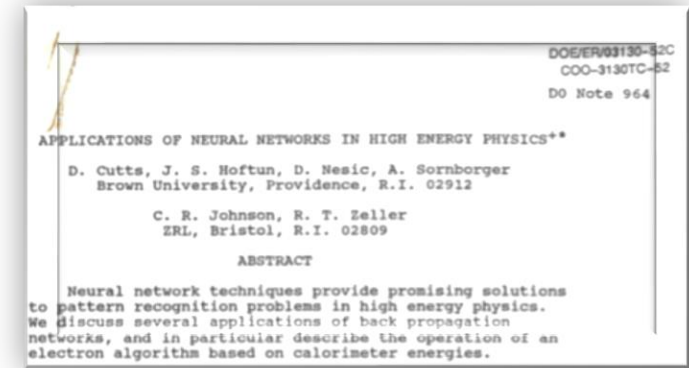 DOE/ER/03130-52C
COO-3130TC-52
D0 Note 964
APPLICATIONS OF NEURAL NETWORKS IN HIGH ENERGY PHYSICS+*
D. Cutts, J. S. Hoftun, D. Nesic, A. Sornborger
Brown University, Providence, R.I. 02912
C. R. Johnson, R. T. Zeller
ZRL, Bristol, R.I. 02809
ABSTRACT
Neural network techniques provide promising solutions
to pattern recognition problems in high energy physics.
We discuss several applications of back propagation
networks, and in particular describe the operation of an
electron algorithm based on calorimeter energies.